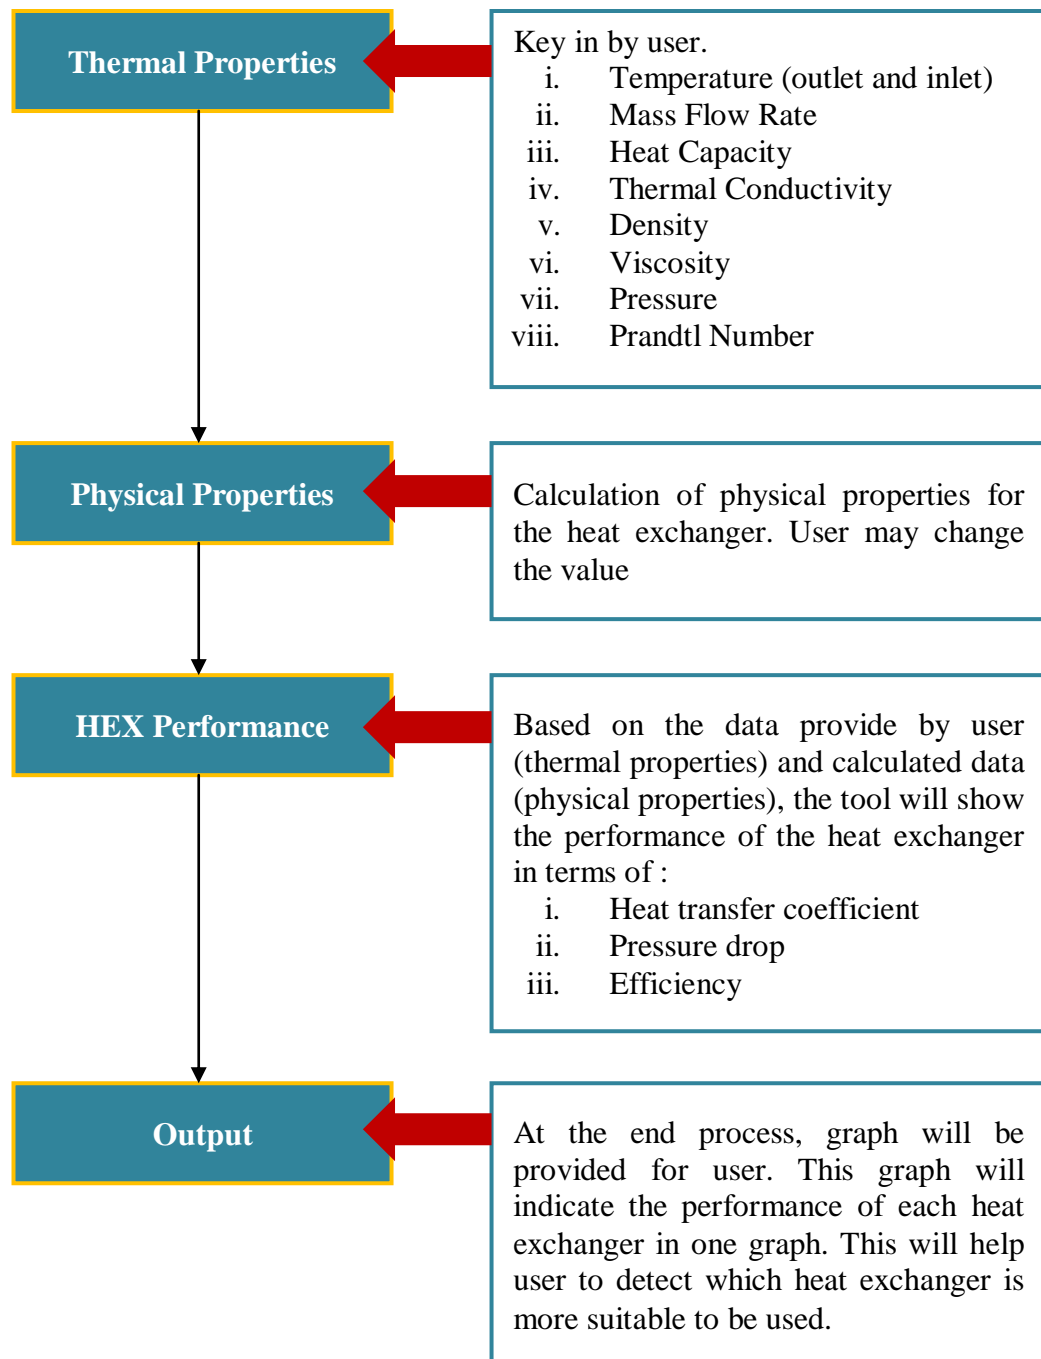 Thermal Properties
Key in by user.
i. Temperature (outlet and inlet)
ii. Mass Flow Rate
iii. Heat Capacity
iv. Thermal Conductivity
v. Density
vi. Viscosity
vii. Pressure
viii. Prandtl Number
Physical Properties
Calculation of physical properties for
the heat exchanger. User may change
the value
HEX Performance
Based on the data provide by user
(thermal properties) and calculated data
(physical properties), the tool will show
the performance of the heat exchanger
in terms of :
i. Heat transfer coefficient
ii. Pressure drop
iii. Efficiency
Output
At the end process, graph will be
provided for user. This graph will
indicate the performance of each heat
exchanger in one graph. This will help
user to detect which heat exchanger is
more suitable to be used.